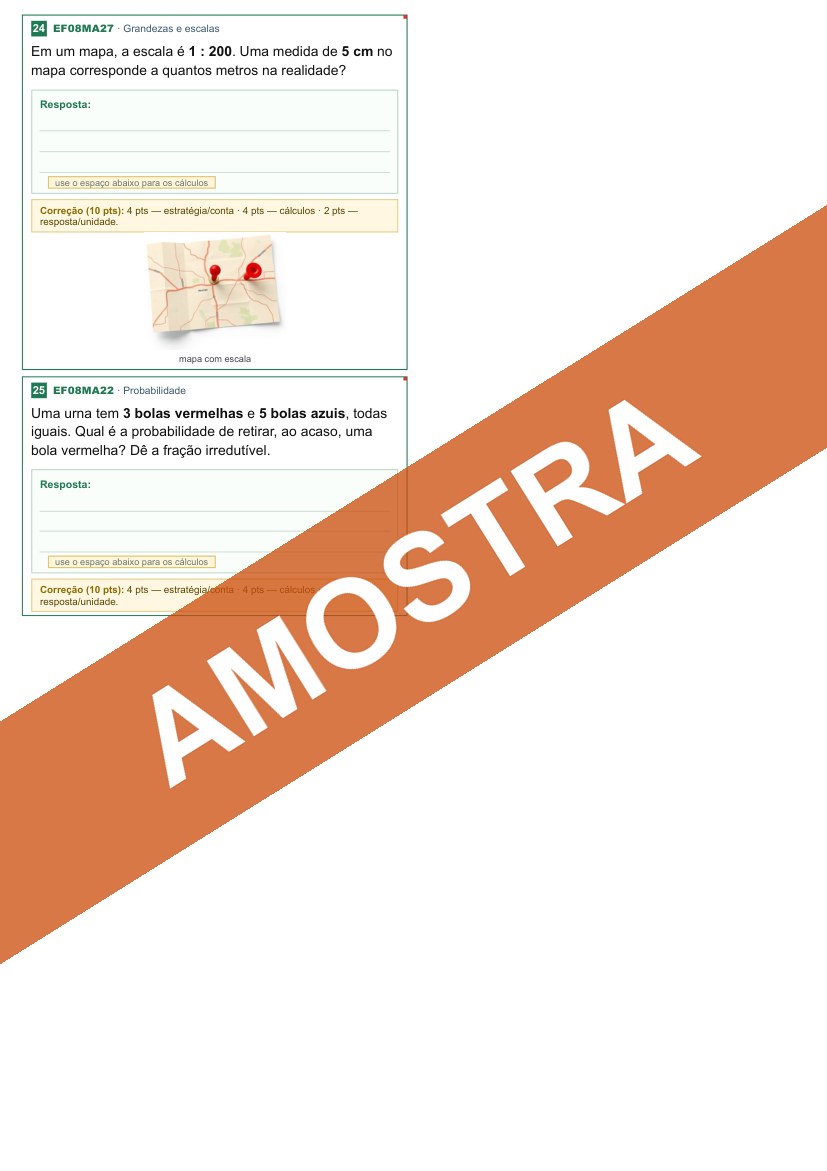 24 EF08MA27 · Grandezas e escalas
Em um mapa, a escala é 1 : 200. Uma medida de 5 cm no
mapa corresponde a quantos metros na realidade?
Resposta:
use o espaço abaixo para os cálculos
Correção (10 pts): 4 pts — estratégia/conta · 4 pts — cálculos · 2 pts —
resposta/unidade.
mapa com escala
25 EF08MA22 · Probabilidade
Uma urna tem 3 bolas vermelhas e 5 bolas azuis, todas
iguais. Qual é a probabilidade de retirar, ao acaso, uma
bola vermelha? Dê a fração irredutível.
Resposta:
use o espaço abaixo para os cálculos
Correção (10 pts): 4 pts — estratégia/conta · 4 pts — cálculos
resposta/unidade.
AMOSTRA